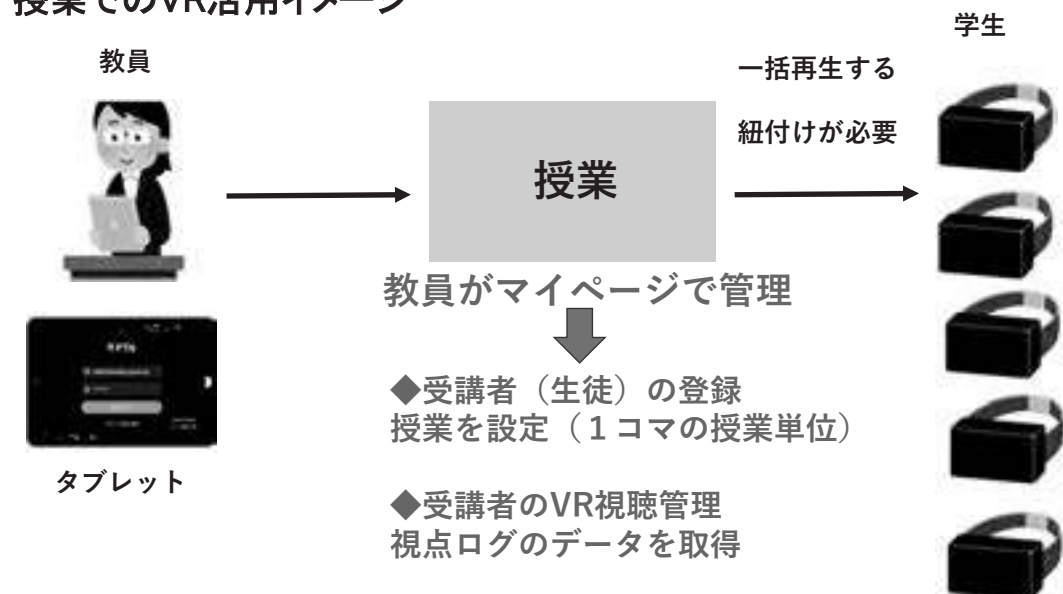 授業でのVR活用イメージ
学生
教員
一括再生する
紐付けが必要
授業
教員がマイページで管理
◆受講者（生徒）の登録
授業を設定（１コマの授業単位）
タブレット
◆受講者のVR視聴管理
視点ログのデータを取得